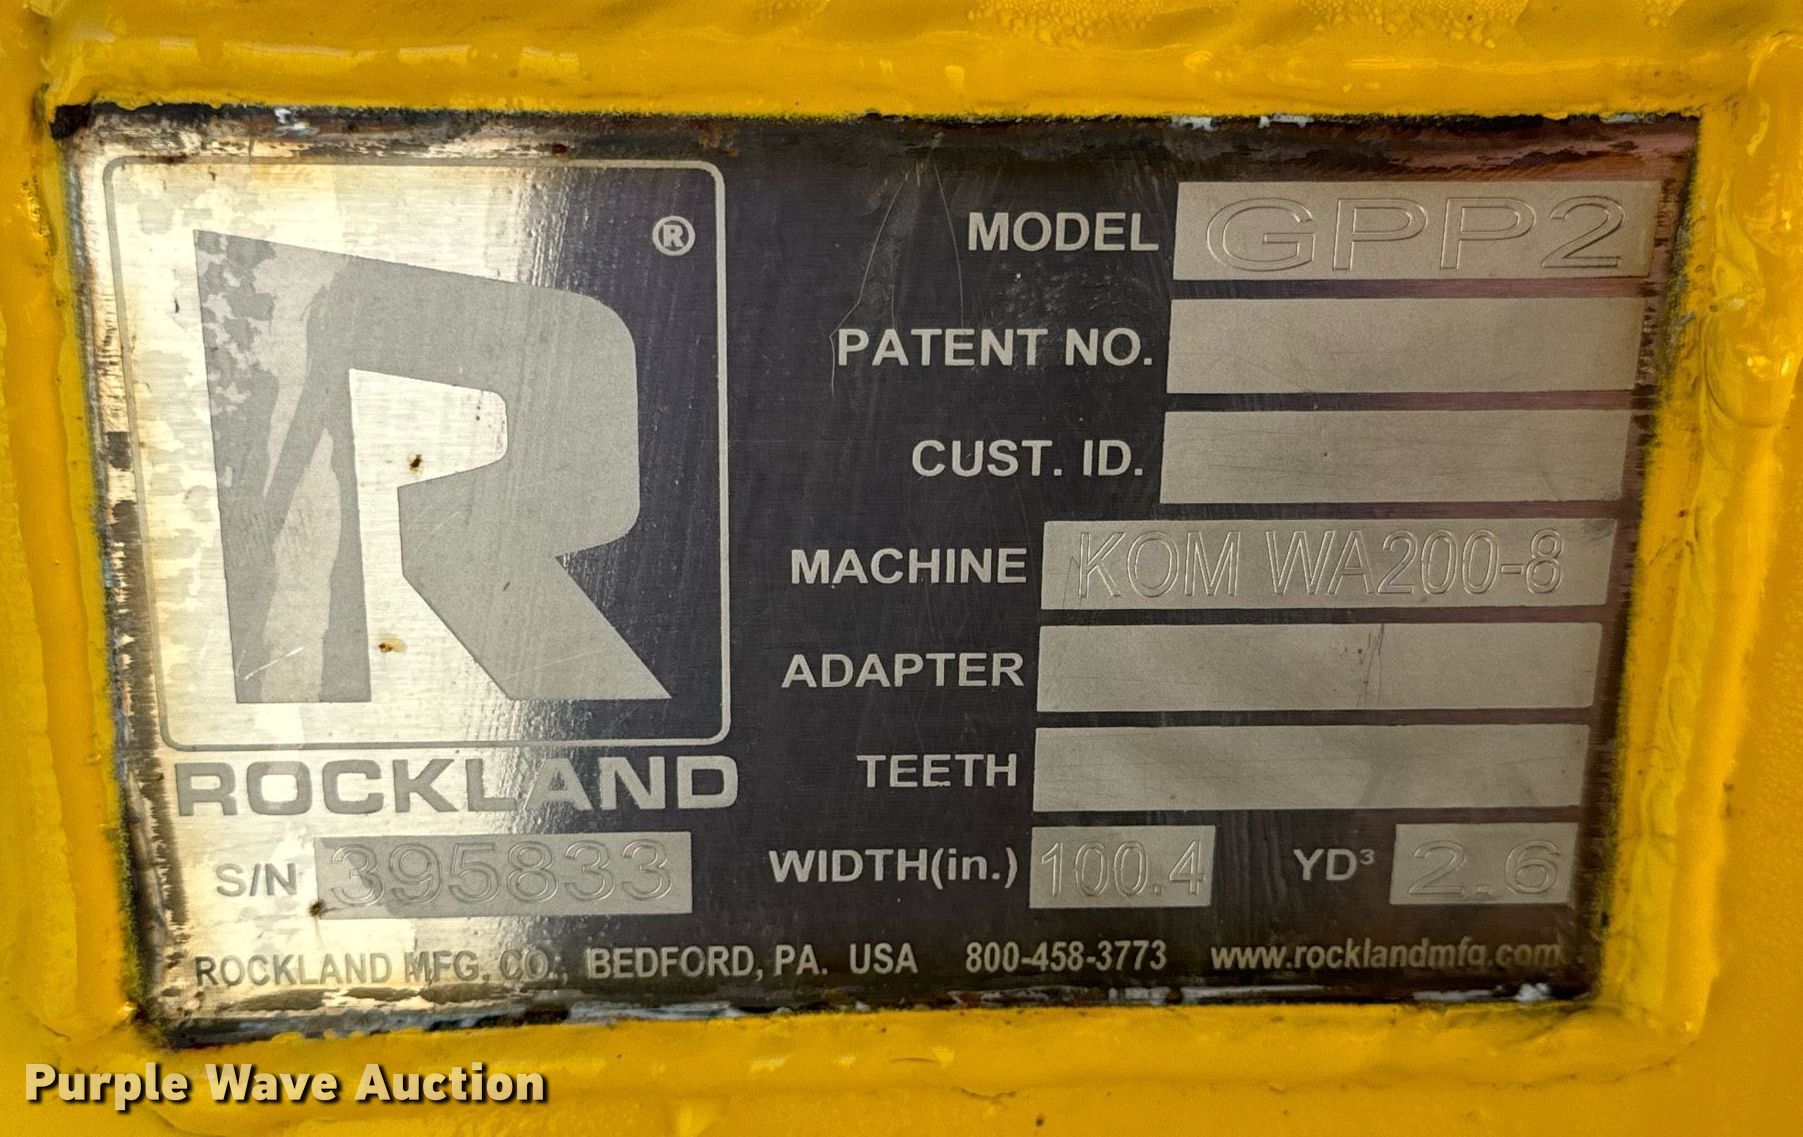 ®
ROCKLAND
S/N 395833
MODEL GPP2
PATENT NO.
CUST. ID.
MACHINE KOM WA200-8
ADAPTER
TEETH
WIDTH(in.) 100.4 YD³ 2.6
ROCKLAND MFG. CO., BEDFORD, PA. USA 800-458-3773 www.rocklandmfg.com
Purple Wave Auction